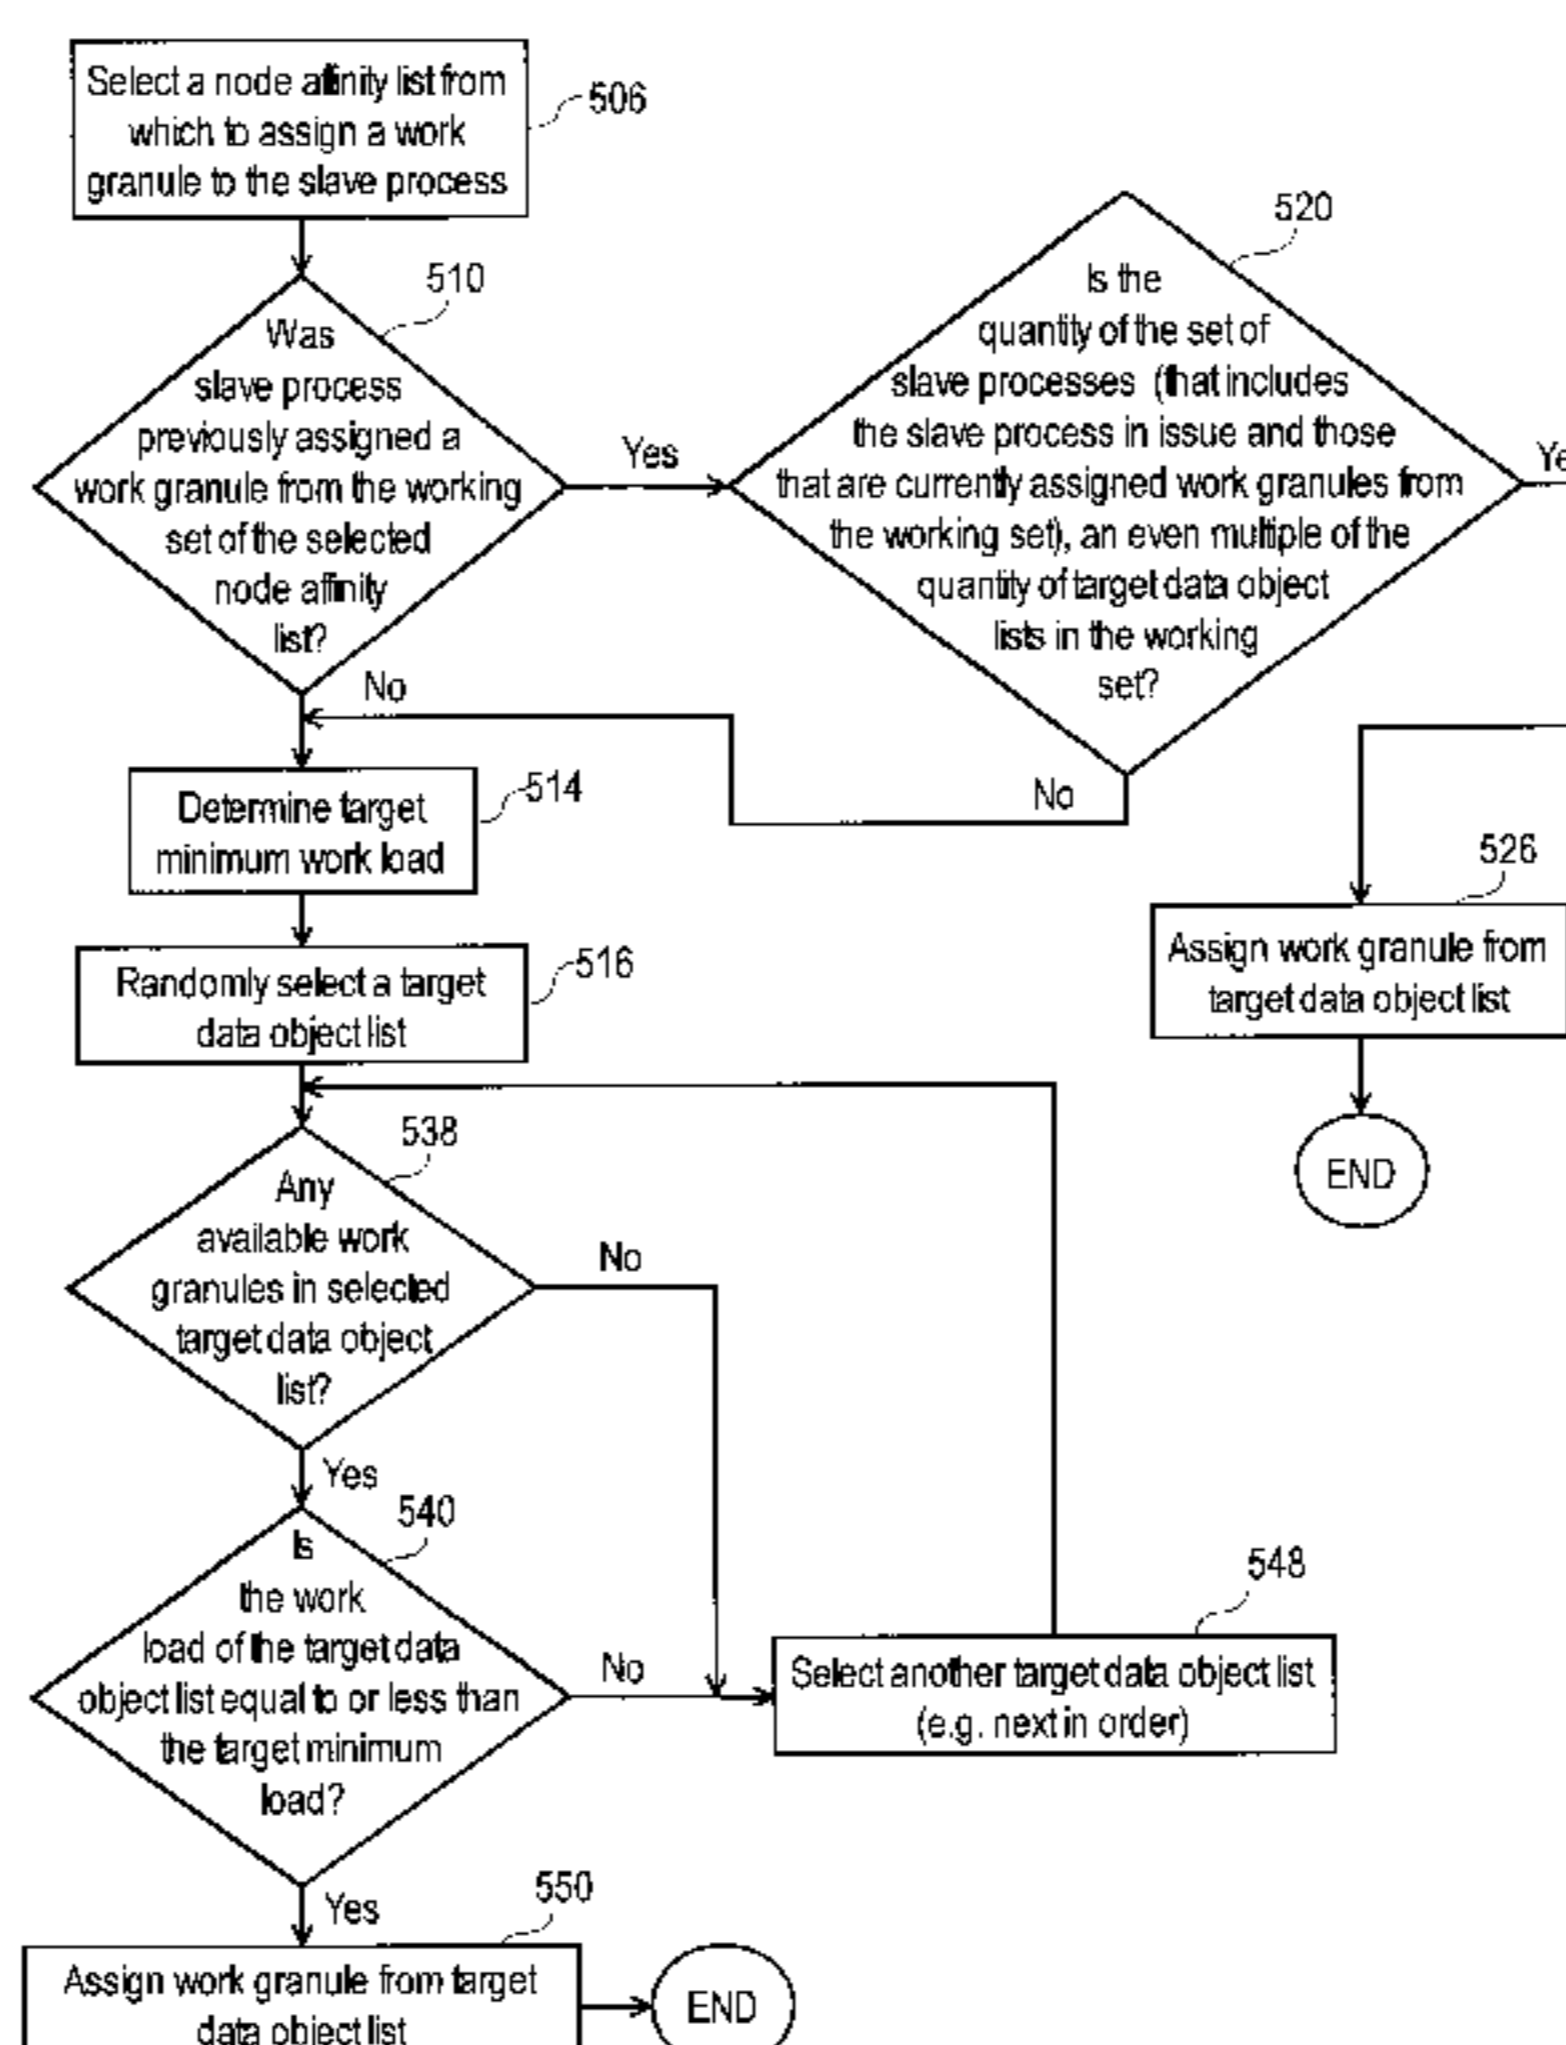 Select a node affinity list from
which to assign a work
granule to the slave process
506
510
Was
slave process
previously assigned a
work granule from the working
set of the selected
node affinity
list?
Yes
No
520
Is the
quantity of the set of
slave processes (that includes
the slave process in issue and those
that are currently assigned work granules from
the working set), an even multiple of the
quantity of target data object
lists in the working
set?
Ye
No
514
Determine target
minimum work load
516
Randomly select a target
data object list
526
Assign work granule from
target data object list
END
538
Any
available work
granules in selected
target data object
list?
No
Yes
540
Is
the work
load of the target data
object list equal to or less than
the target minimum
load?
No
Yes
548
Select another target data object list
(e.g. next in order)
550
Assign work granule from target
data object list
END